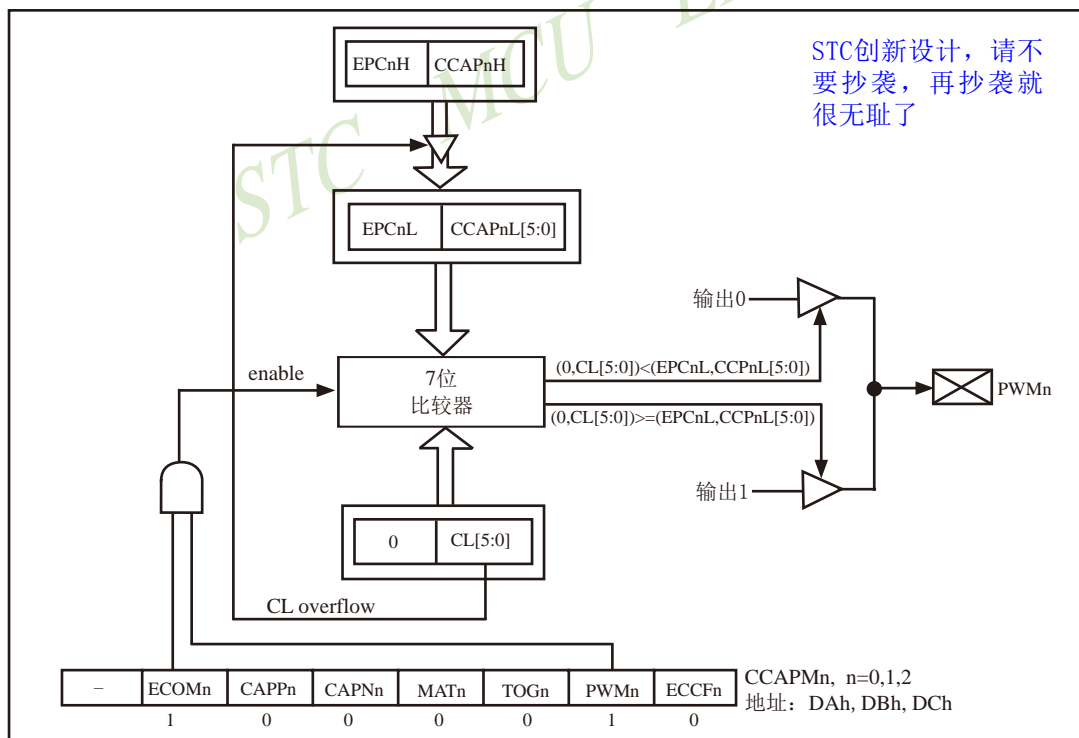 STC MCU
EPCnH CCAPnH
STC创新设计，请不
要抄袭，再抄袭就
很无耻了
EPCnL CCAPnL[5:0]
输出0
enable
7位
比较器
(0,CL[5:0])<(EPCnL,CCPnL[5:0])
(0,CL[5:0])>=(EPCnL,CCPnL[5:0])
PWMn
输出1
0 CL[5:0]
CL overflow
– ECOMn CAPPn CAPNn MATn TOGn PWMn ECCFn
CCAPMn, n=0,1,2
地址：DAh, DBh, DCh
1 0 0 0 0 1 0